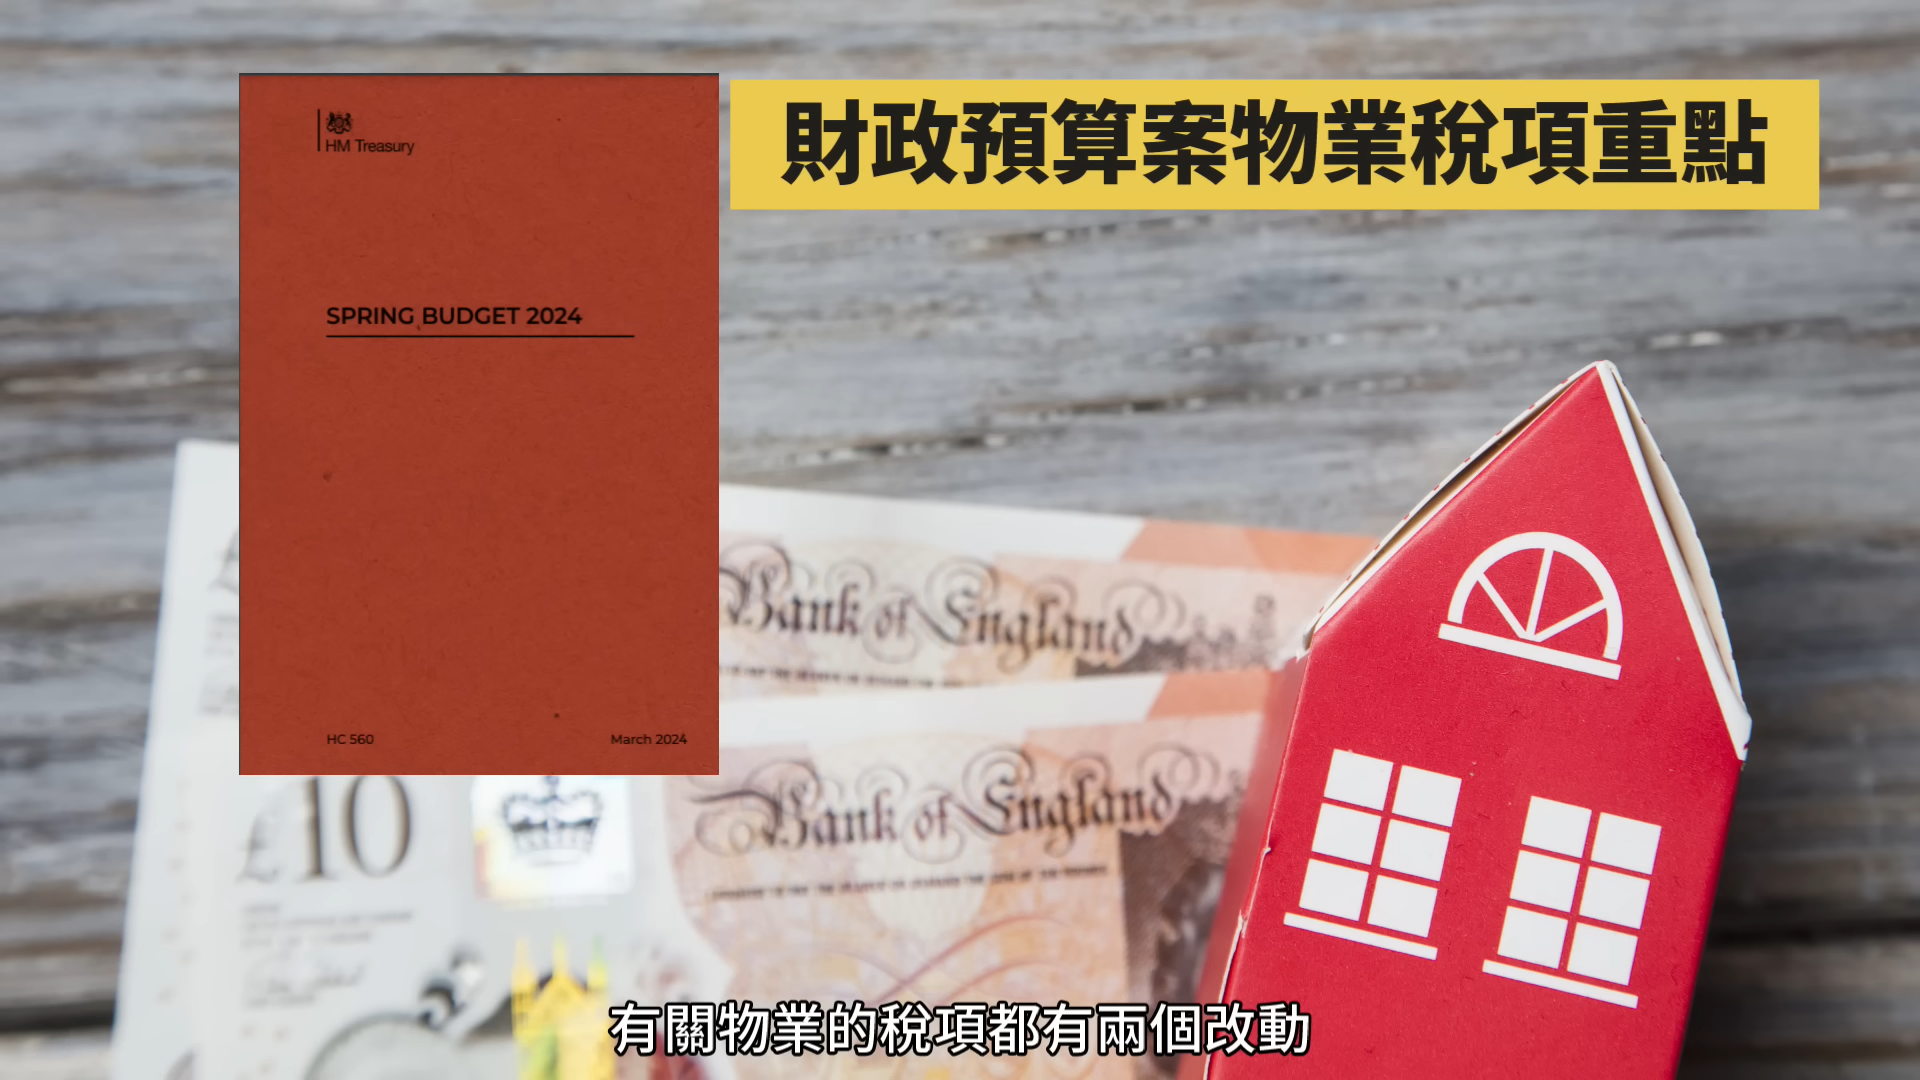 財政預算案物業稅項重點
HM Treasury
SPRING BUDGET 2024
HC 560
March 2024
Bank of England
Bank of England
£10
有關物業的稅項都有兩個改動